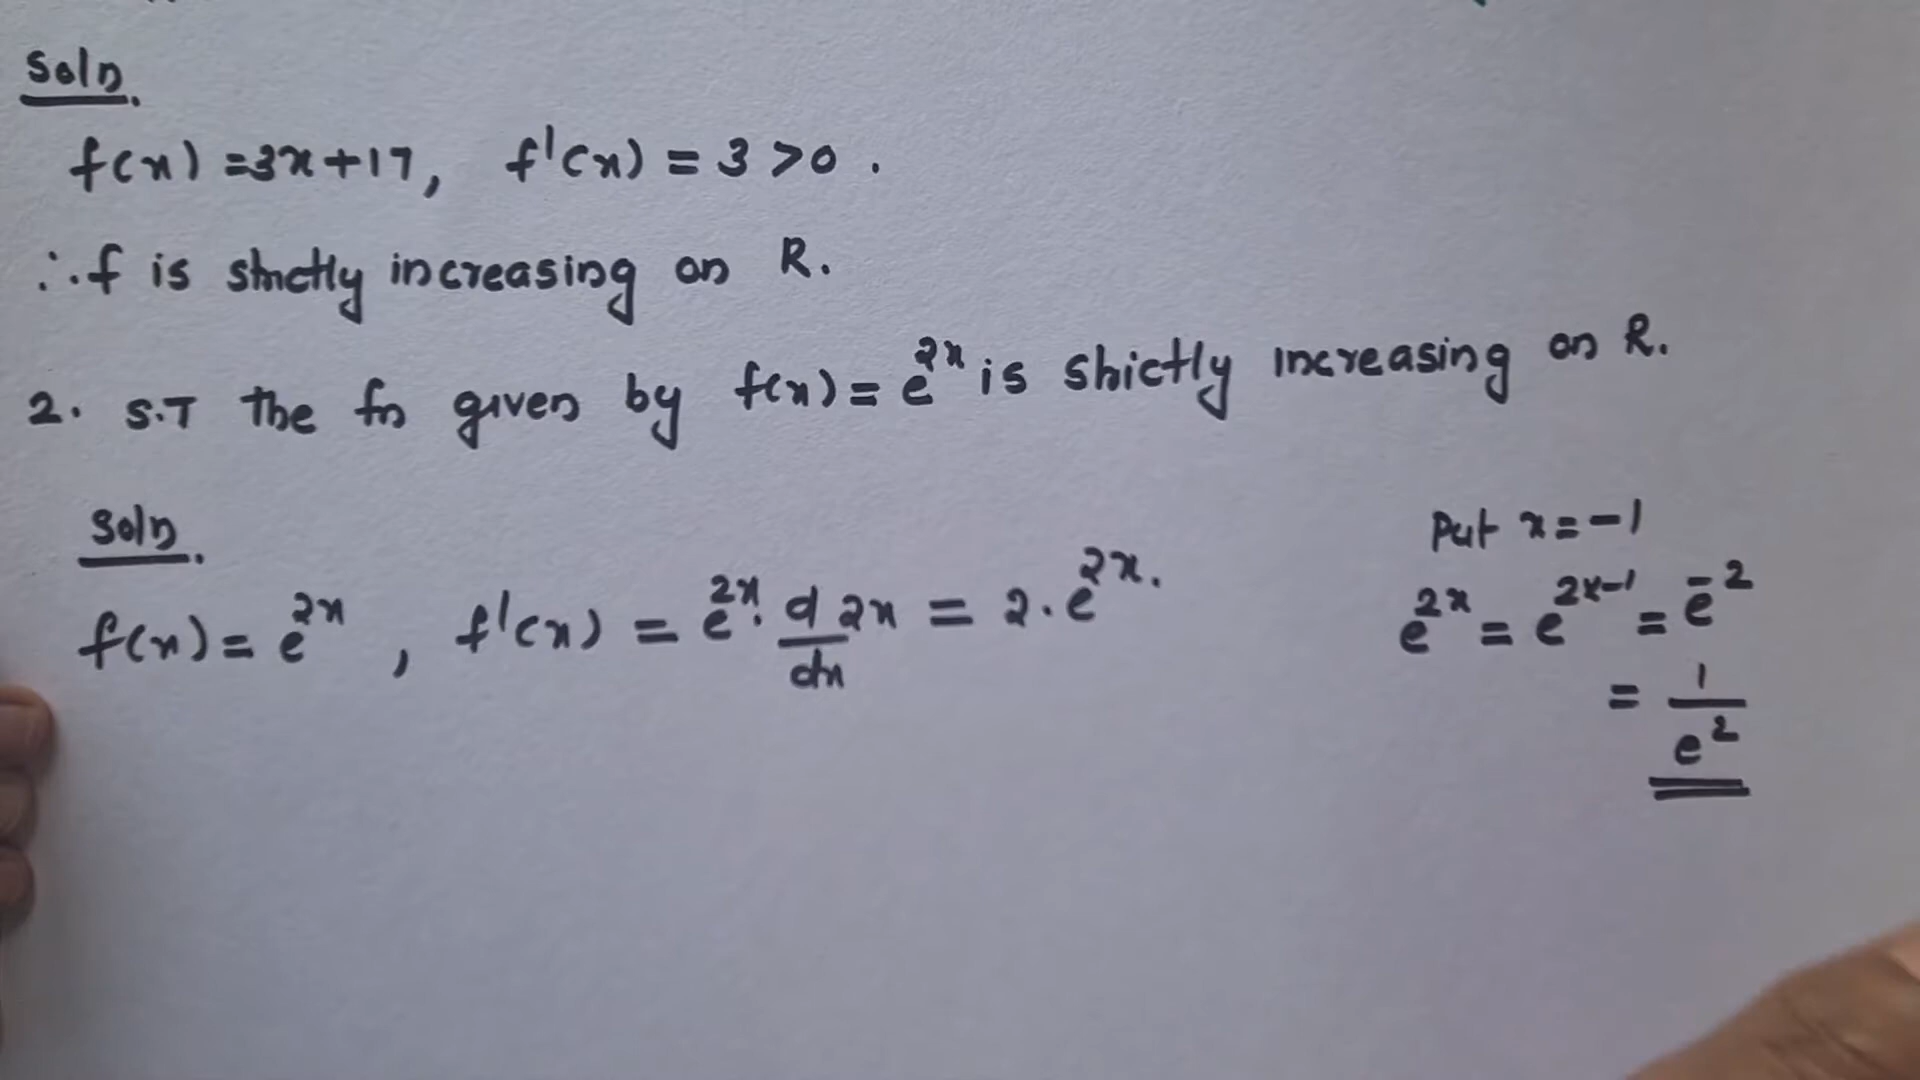 Soln.
f(x) = 3x+17, f'(x) = 3 > 0.
∴ f is strictly increasing on R.
2. S.T the fn given by f(x) = e^{2x} is strictly increasing on R.
Soln.
f(x) = e^{2x}, f'(x) = e^{2x}. d/dx 2x = 2.e^{2x}.
Put x = -1
e^{2x} = e^{2x-1} = e^{-2}
= 1/e^2